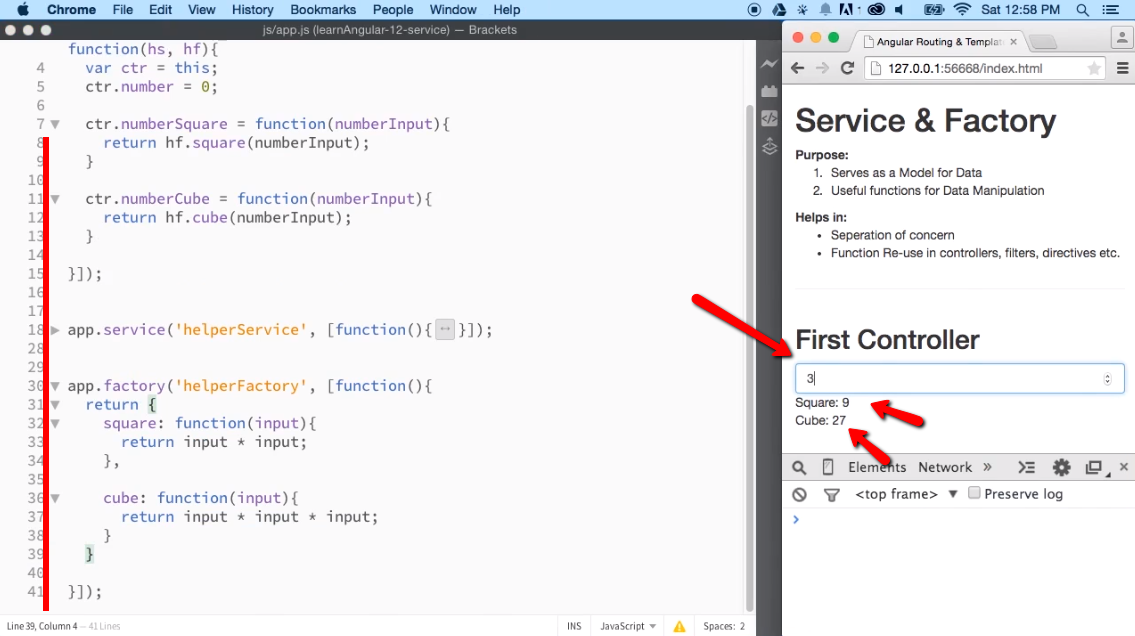 Chrome File Edit View History Bookmarks People Window Help Sat 12:58 PM
js/app.js (learnAngular-12-service) — Brackets
function(hs, hf){
4 var ctr = this;
5 ctr.number = 0;
6
7 ctr.numberSquare = function(numberInput){
8 return hf.square(numberInput);
9 }
10
11 ctr.numberCube = function(numberInput){
12 return hf.cube(numberInput);
13 }
14
15 }]);
16
17
18 app.service('helperService', [function(){ ↔ }]);
28
29
30 app.factory('helperFactory', [function(){
31 return {
32 square: function(input){
33 return input * input;
34 },
35
36 cube: function(input){
37 return input * input * input;
38 }
39 }
40
41 }]);
Line 39, Column 4 — 41 Lines
INS JavaScript Spaces: 2
Angular Routing & Templat
127.0.0.1:56668/index.html
Service & Factory
Purpose:
1. Serves as a Model for Data
2. Useful functions for Data Manipulation
Helps in:
• Seperation of concern
• Function Re-use in controllers, filters, directives etc.
First Controller
3
Square: 9
Cube: 27
Elements Network »
<top frame> ▼ Preserve log